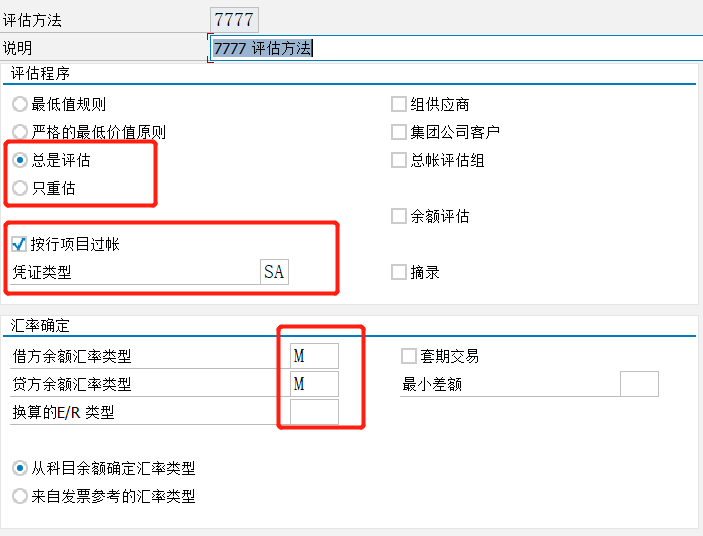 评估方法 7777
说明 7777 评估方法
评估程序
最低值规则 组供应商
严格的最低价值原则 集团公司客户
总是评估 总帐评估组
只重估
余额评估
按行项目过帐
凭证类型 SA 摘录
汇率确定
借方余额汇率类型 M 套期交易
贷方余额汇率类型 M 最小差额
换算的E/R 类型
从科目余额确定汇率类型
来自发票参考的汇率类型